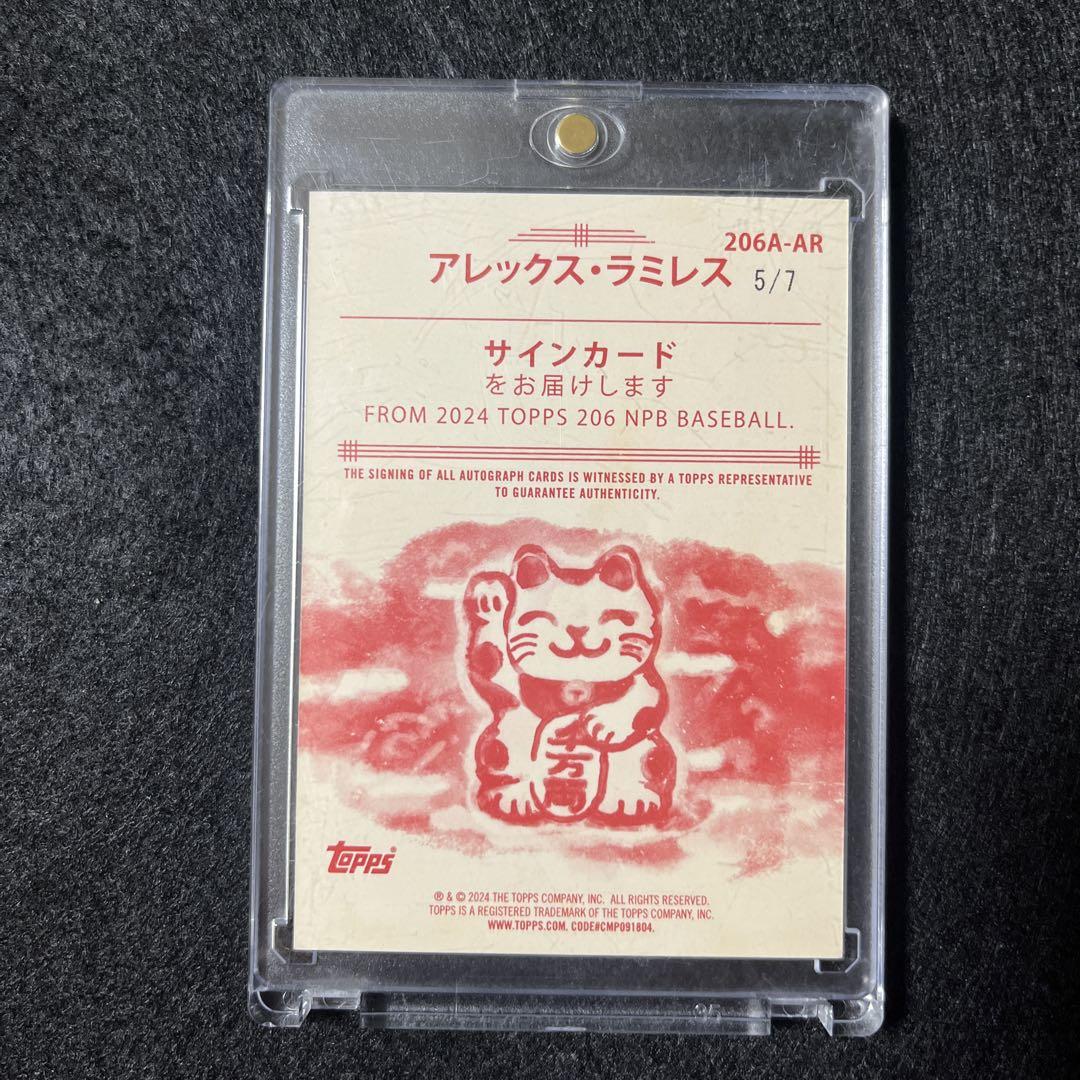 206A-AR
アレックス・ラミレス 5/7
サインカード
をお届けします
FROM 2024 TOPPS 206 NPB BASEBALL.
THE SIGNING OF ALL AUTOGRAPH CARDS IS WITNESSED BY A TOPPS REPRESENTATIVE
TO GUARANTEE AUTHENTICITY.
千万両
TOPPS®
® & © 2024 THE TOPPS COMPANY, INC. ALL RIGHTS RESERVED.
TOPPS IS A REGISTERED TRADEMARK OF THE TOPPS COMPANY, INC.
WWW.TOPPS.COM. CODE#CMP091804.